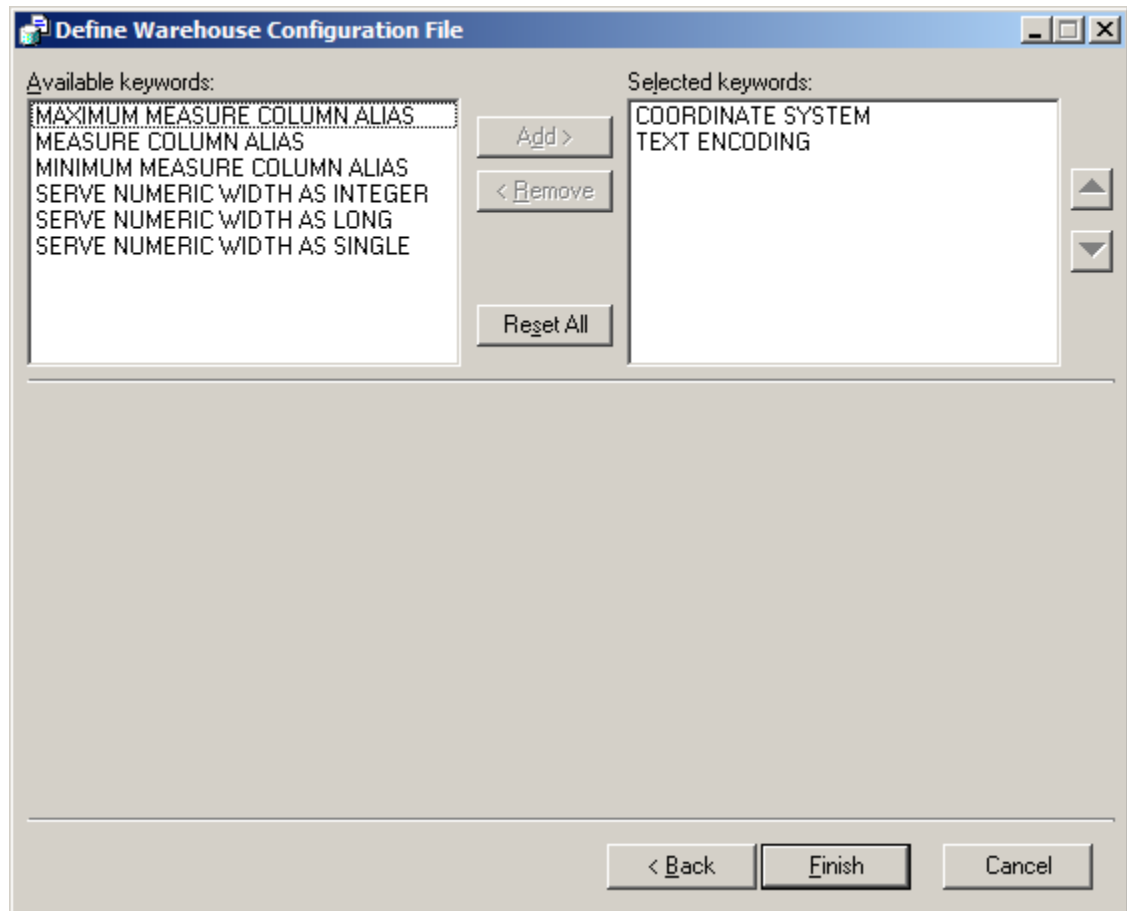 Define Warehouse Configuration File
Available keywords:
MAXIMUM MEASURE COLUMN ALIAS
MEASURE COLUMN ALIAS
MINIMUM MEASURE COLUMN ALIAS
SERVE NUMERIC WIDTH AS INTEGER
SERVE NUMERIC WIDTH AS LONG
SERVE NUMERIC WIDTH AS SINGLE
Add >
< Remove
Reset All
Selected keywords:
COORDINATE SYSTEM
TEXT ENCODING
< Back
Finish
Cancel